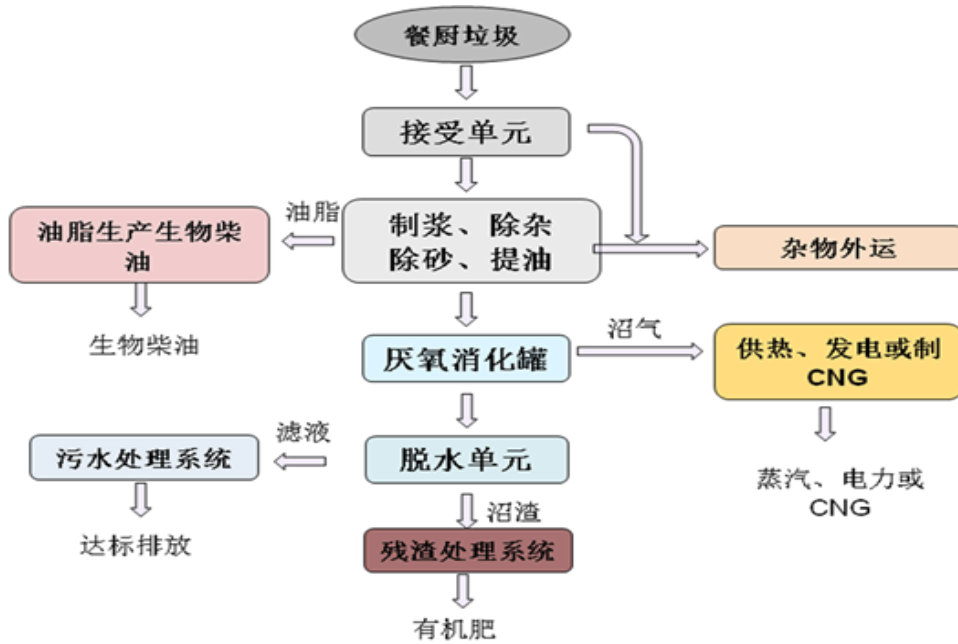 餐厨垃圾
接受单元
油脂
制浆、除杂
除砂、提油
油脂生产生物柴
油
杂物外运
生物柴油
沼气
厌氧消化罐
供热、发电或制
CNG
滤液
污水处理系统
脱水单元
蒸汽、电力或
CNG
沼渣
达标排放
残渣处理系统
有机肥